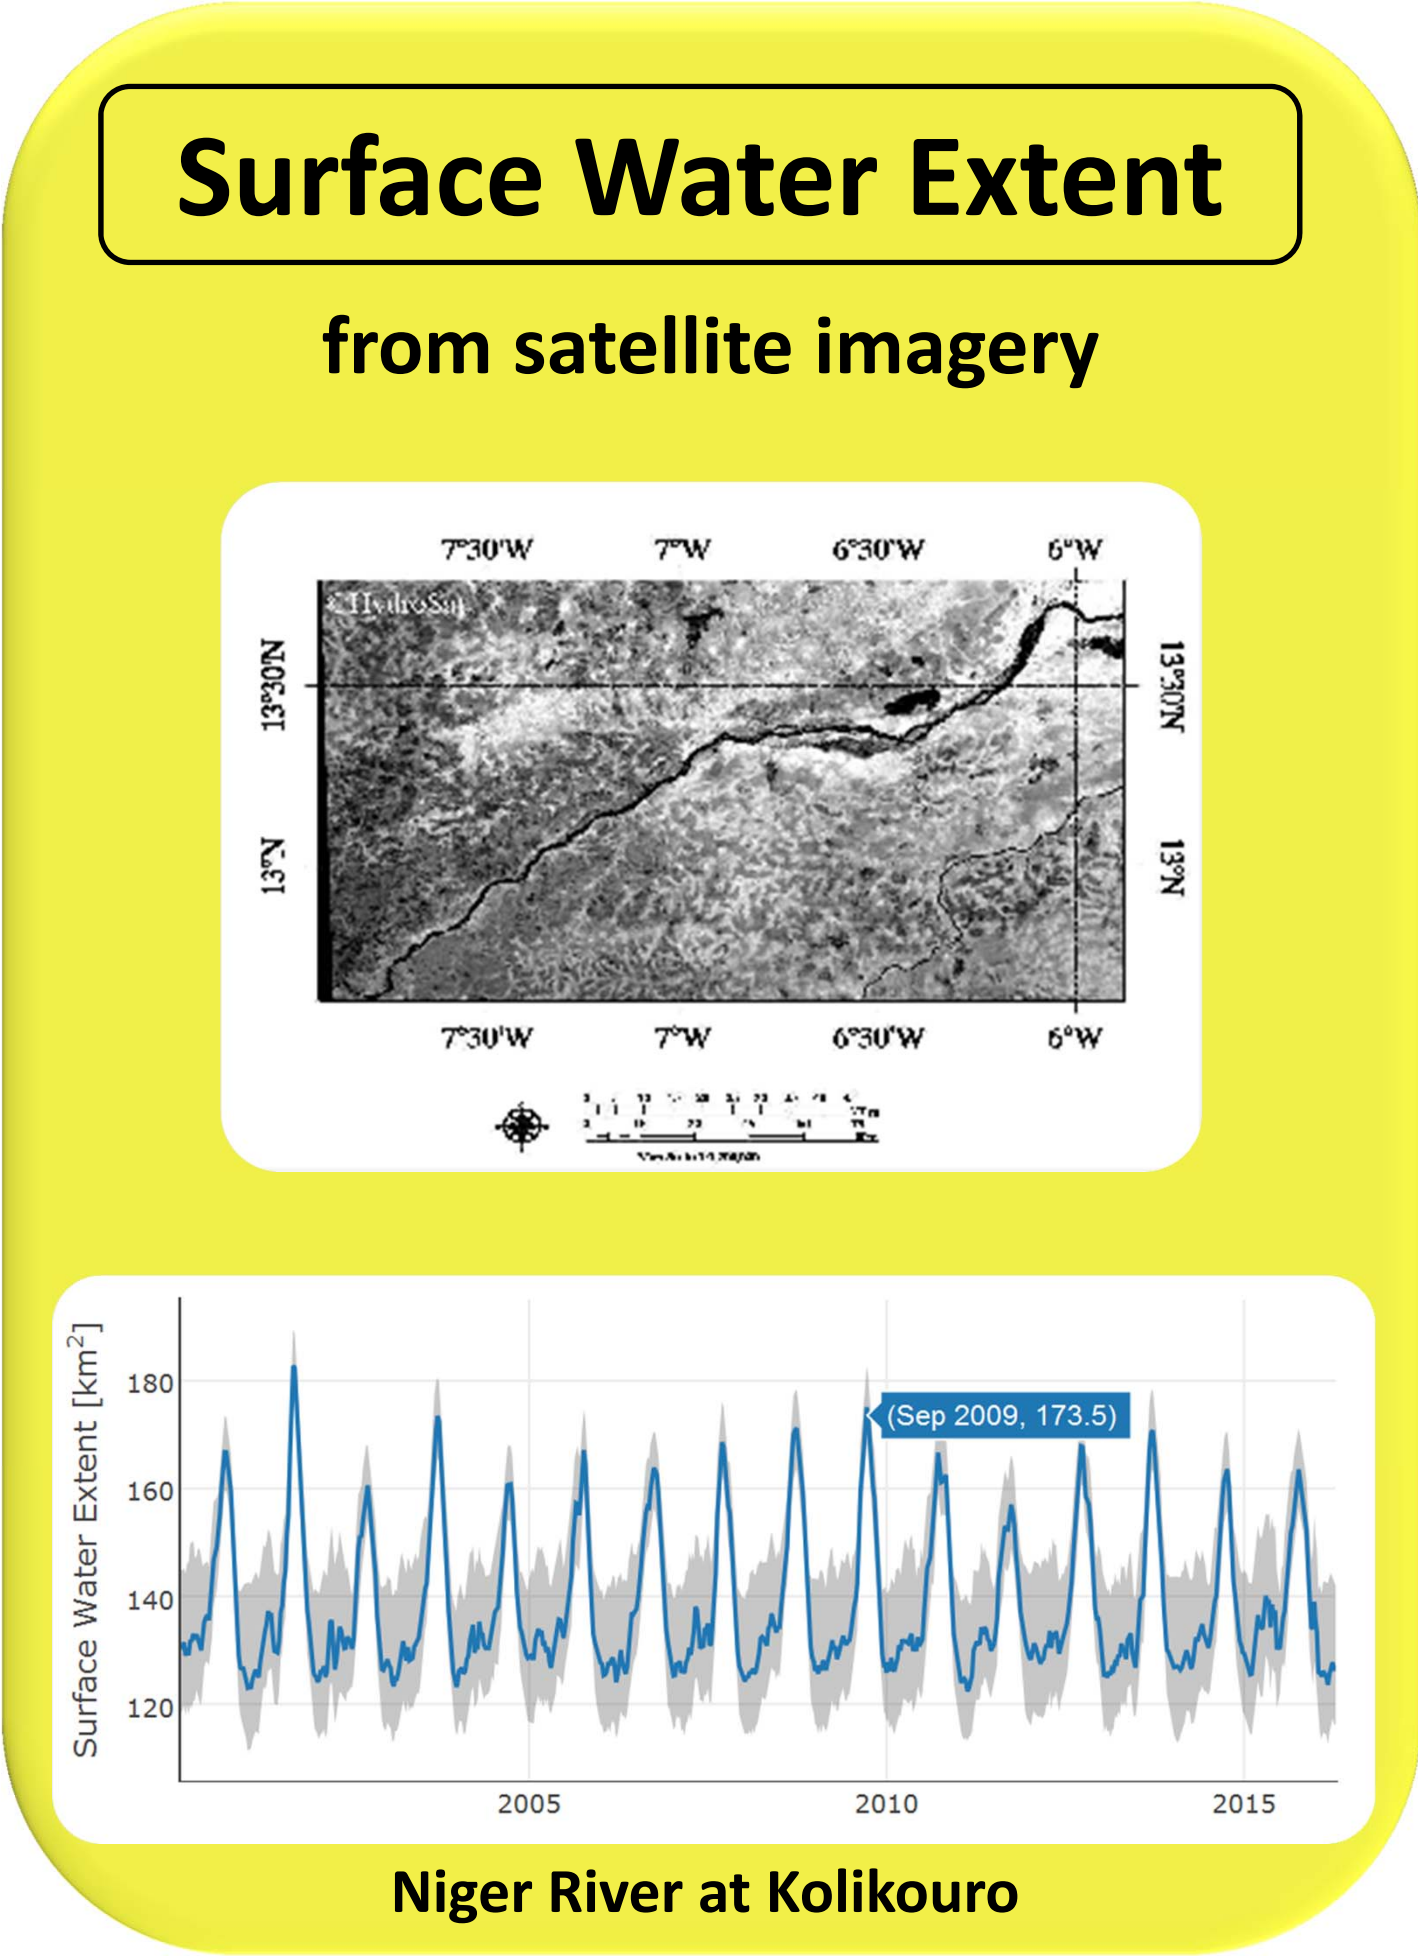 Surface Water Extent
from satellite imagery
7°30'W 7°W 6°30'W 6°W
© HydroSat
13°30'N 13°30'N
13°N 13°N
7°30'W 7°W 6°30'W 6°W
Surface Water Extent [km²]
180
(Sep 2009, 173.5)
160
140
120
2005 2010 2015
Niger River at Kolikouro